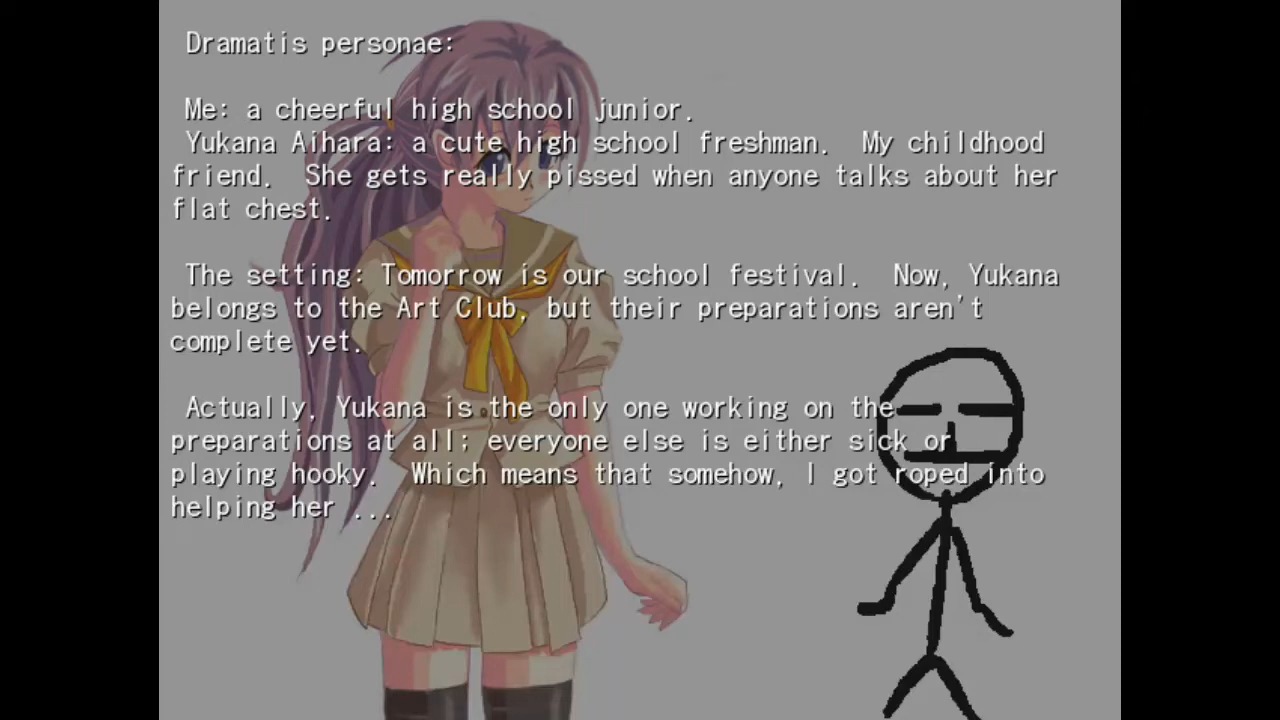 Dramatis personae:
Me: a cheerful high school junior.
Yukana Aihara: a cute high school freshman.  My childhood
friend.  She gets really pissed when anyone talks about her
flat chest.
The setting: Tomorrow is our school festival.  Now, Yukana
belongs to the Art Club, but their preparations aren't
complete yet.
Actually, Yukana is the only one working on the
preparations at all; everyone else is either sick or
playing hooky.  Which means that somehow, I got roped into
helping her ...